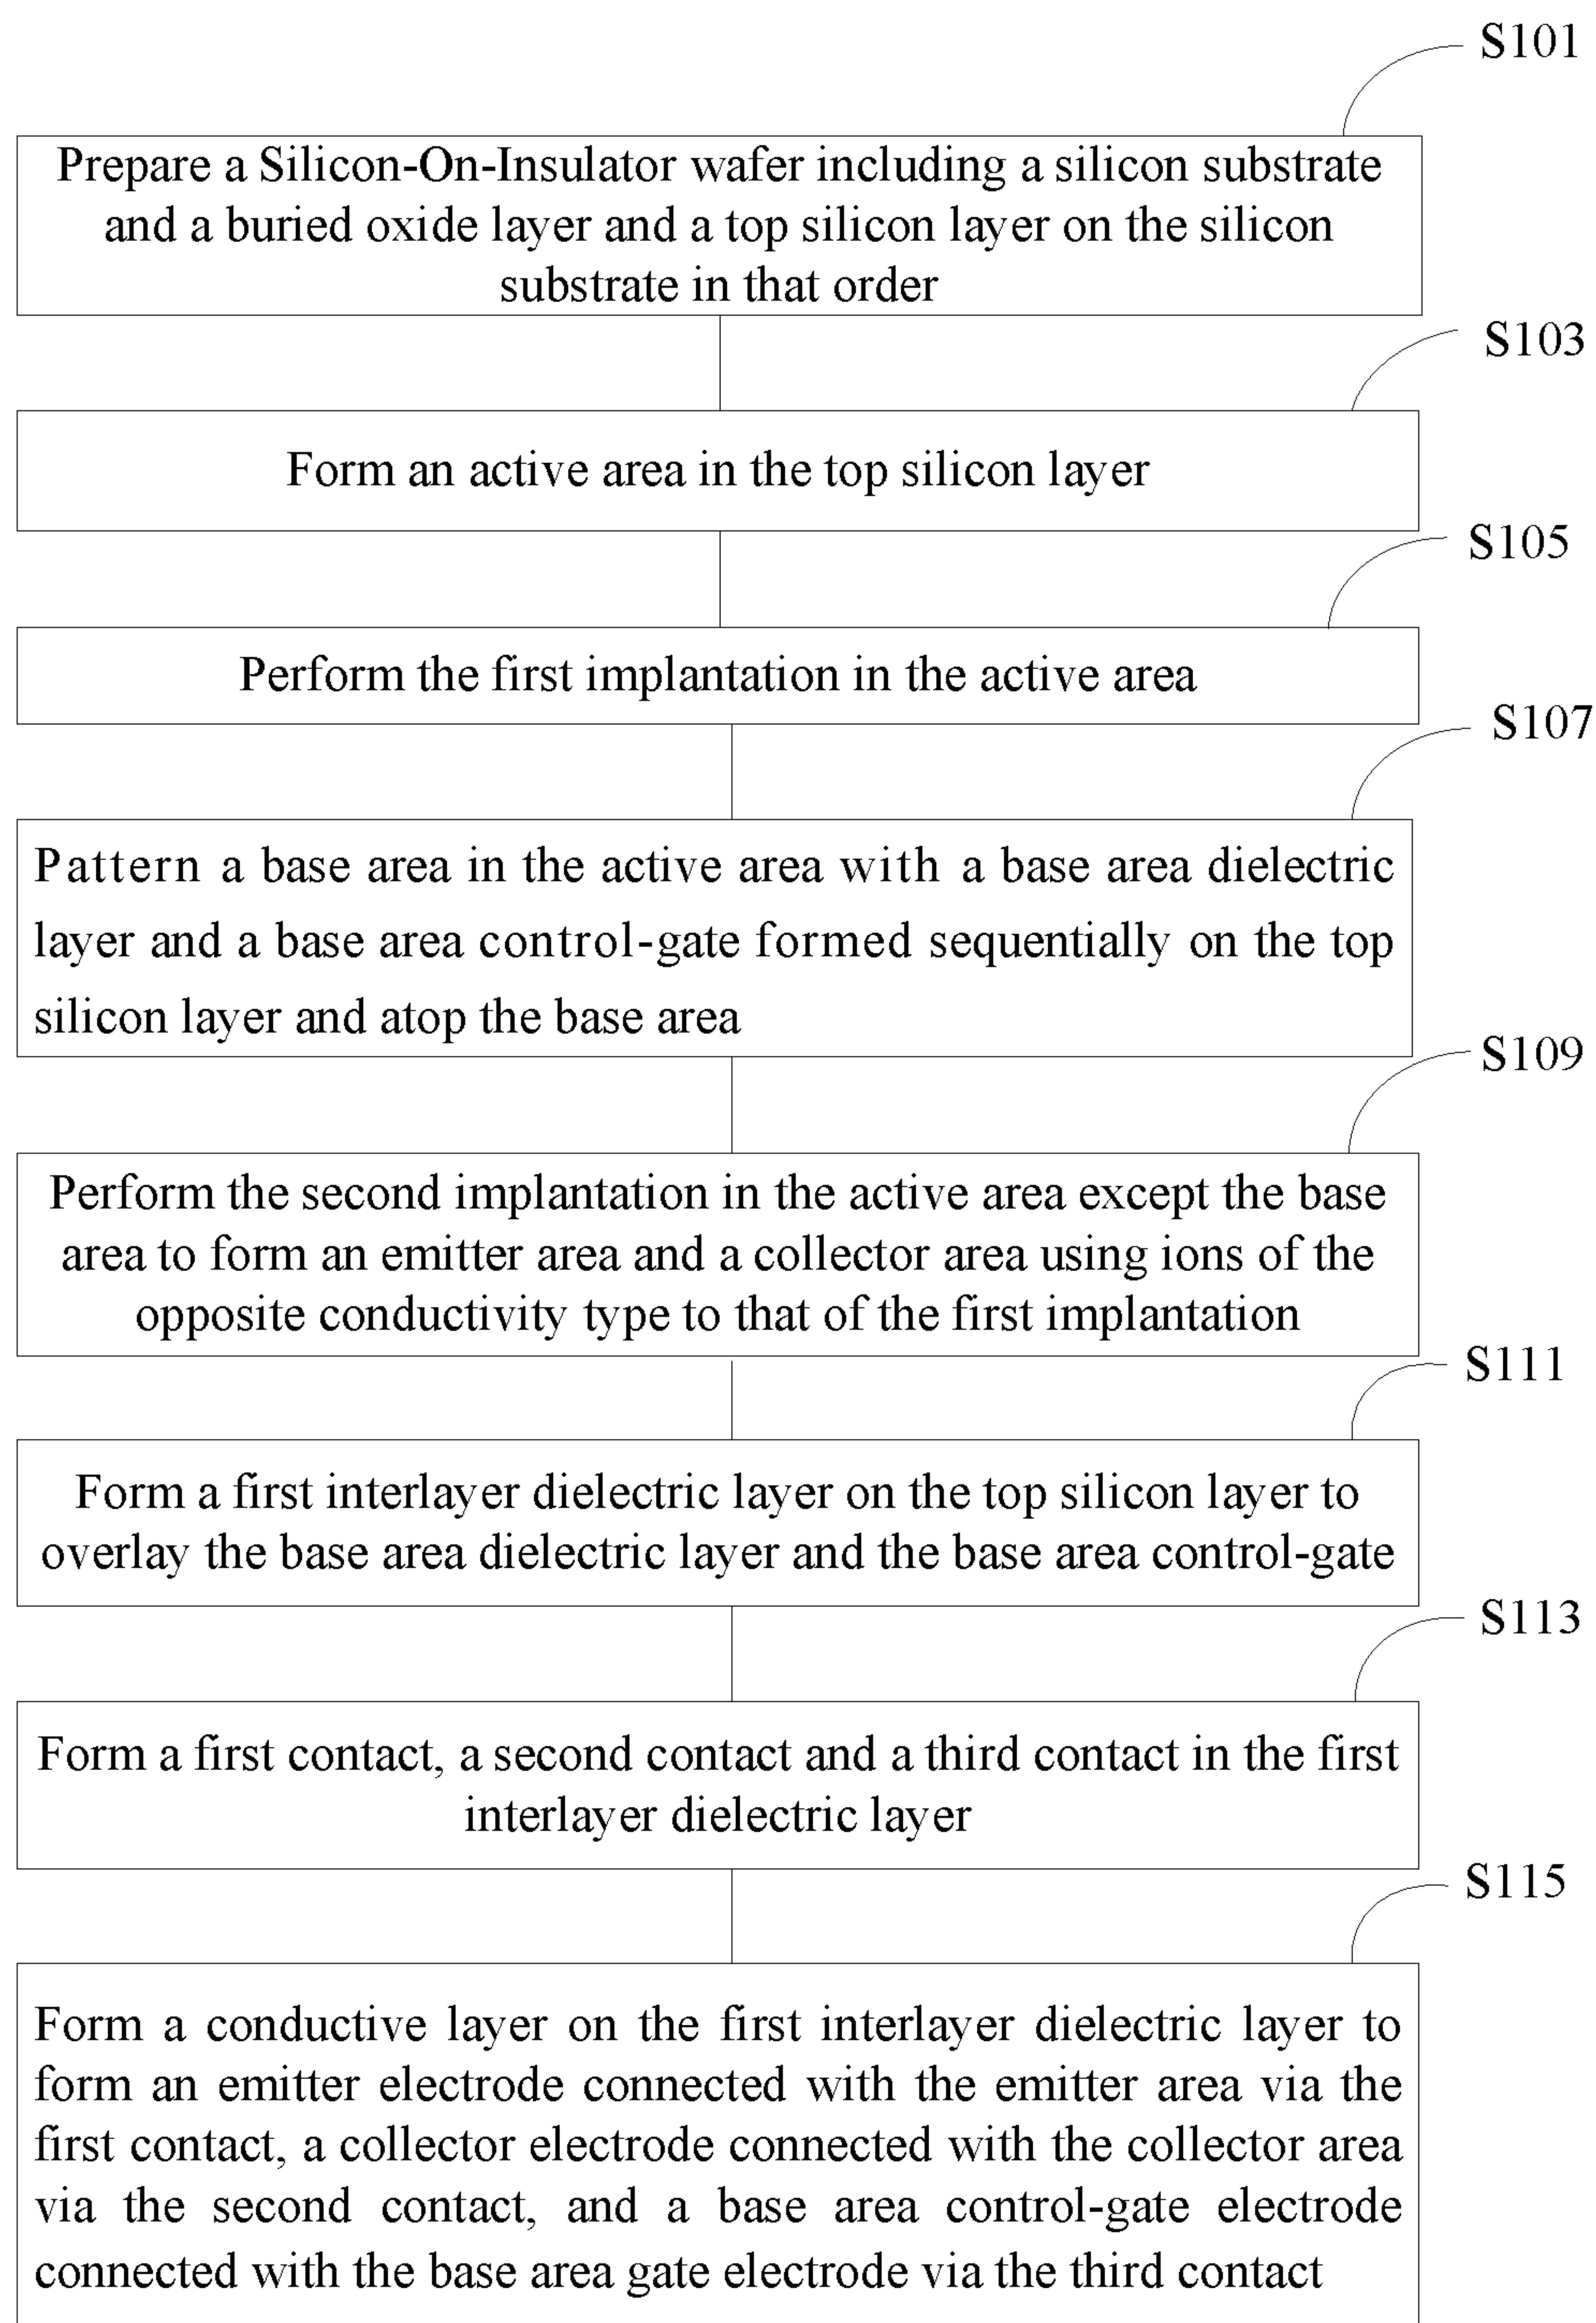 S101
Prepare a Silicon-On-Insulator wafer including a silicon substrate
and a buried oxide layer and a top silicon layer on the silicon
substrate in that order
S103
Form an active area in the top silicon layer
S105
Perform the first implantation in the active area
S107
Pattern a base area in the active area with a base area dielectric
layer and a base area control-gate formed sequentially on the top
silicon layer and atop the base area
S109
Perform the second implantation in the active area except the base
area to form an emitter area and a collector area using ions of the
opposite conductivity type to that of the first implantation
S111
Form a first interlayer dielectric layer on the top silicon layer to
overlay the base area dielectric layer and the base area control-gate
S113
Form a first contact, a second contact and a third contact in the first
interlayer dielectric layer
S115
Form a conductive layer on the first interlayer dielectric layer to
form an emitter electrode connected with the emitter area via the
first contact, a collector electrode connected with the collector area
via the second contact, and a base area control-gate electrode
connected with the base area gate electrode via the third contact